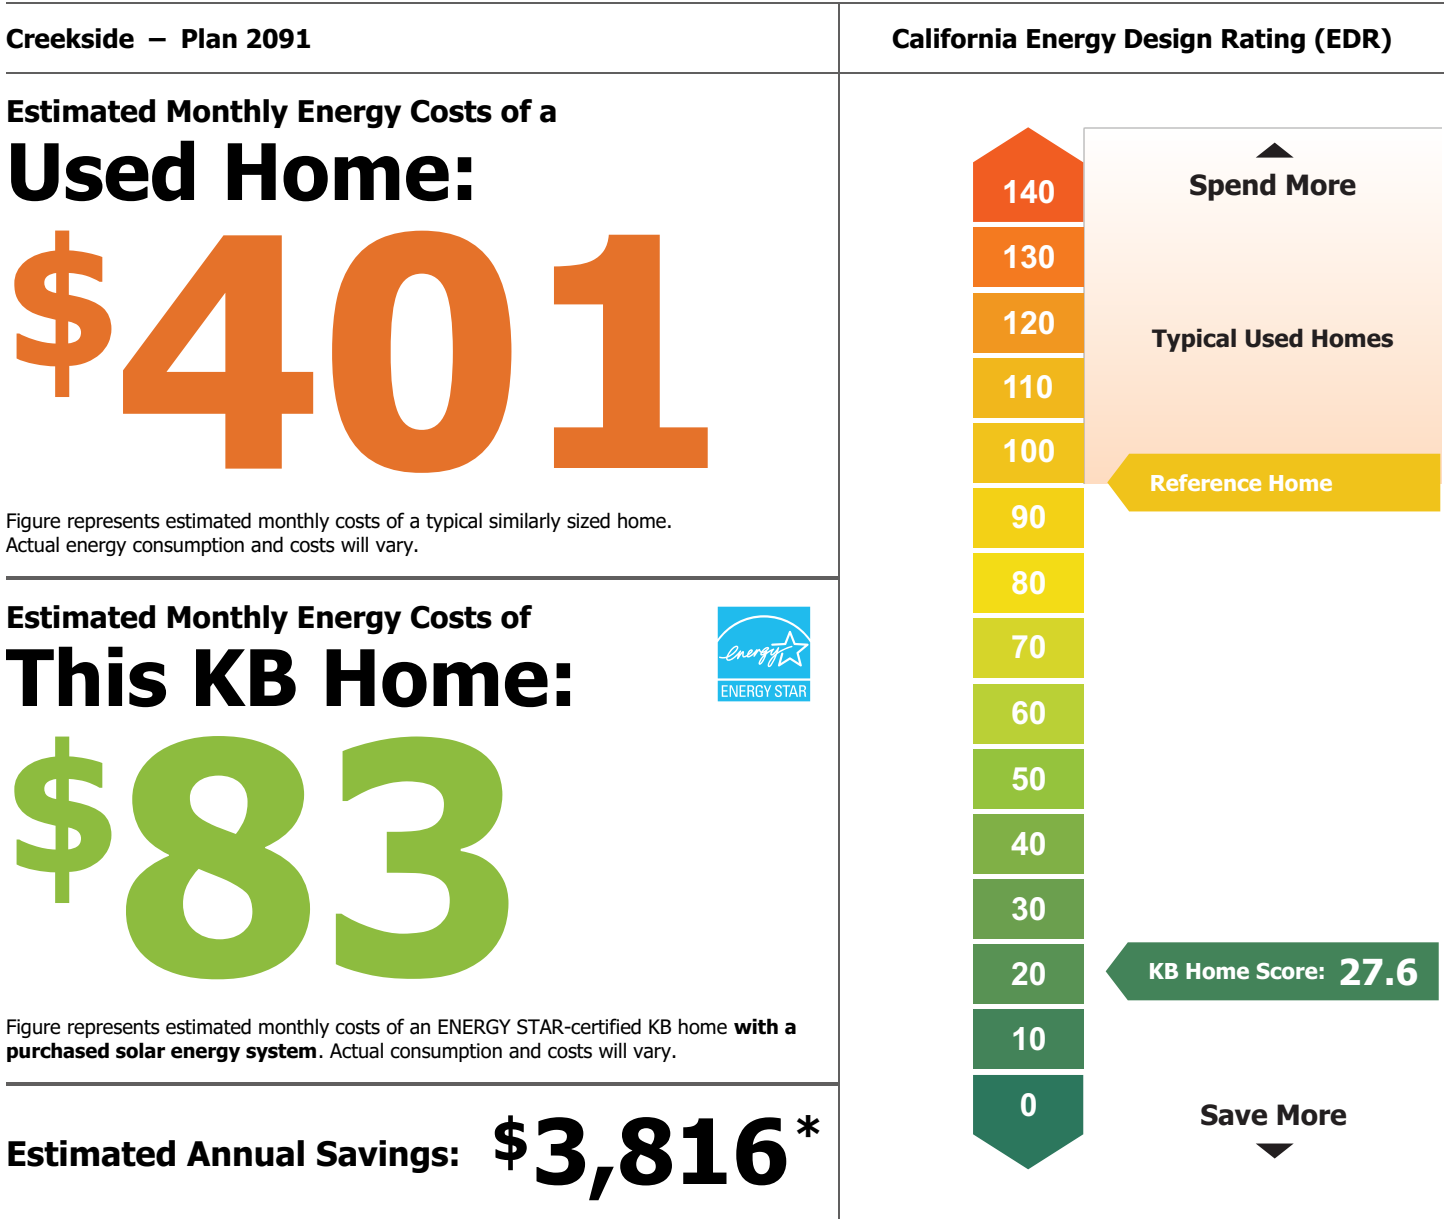 Creekside – Plan 2091
Estimated Monthly Energy Costs of a
Used Home:
$401
Figure represents estimated monthly costs of a typical similarly sized home.
Actual energy consumption and costs will vary.
Estimated Monthly Energy Costs of
This KB Home:
energy
ENERGY STAR
$83
Figure represents estimated monthly costs of an ENERGY STAR-certified KB home with a
purchased solar energy system. Actual consumption and costs will vary.
Estimated Annual Savings: $3,816*
California Energy Design Rating (EDR)
140
Spend More
130
120
Typical Used Homes
110
100
Reference Home
90
80
70
60
50
40
30
20
KB Home Score: 27.6
10
0
Save More